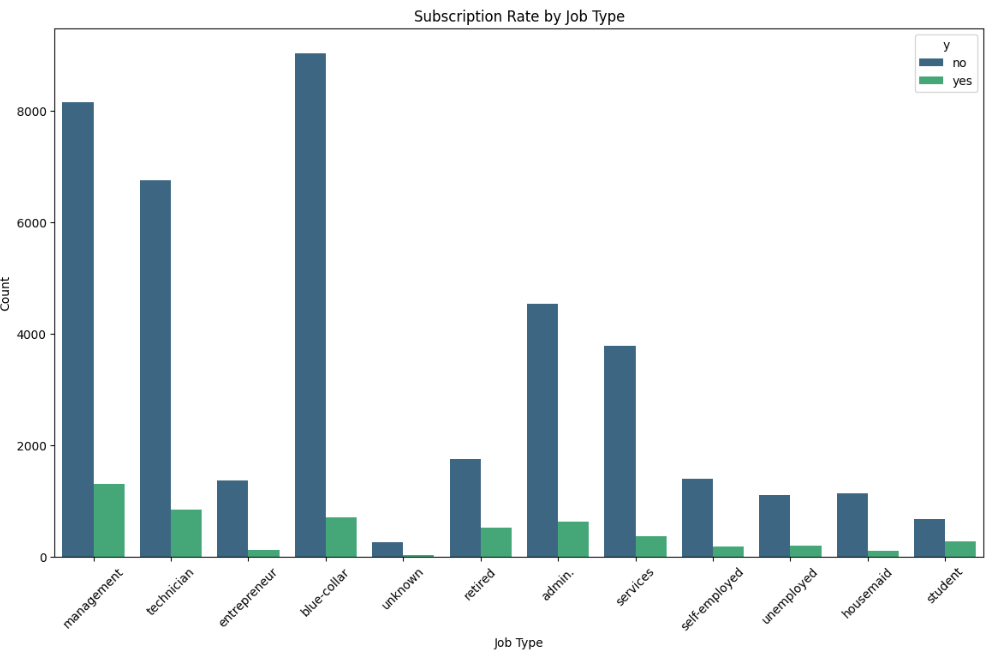 Subscription Rate by Job Type
y
no
yes
8000
6000
4000
2000
0
Count
management
technician
entrepreneur
blue-collar
unknown
retired
admin.
services
self-employed
unemployed
housemaid
student
Job Type